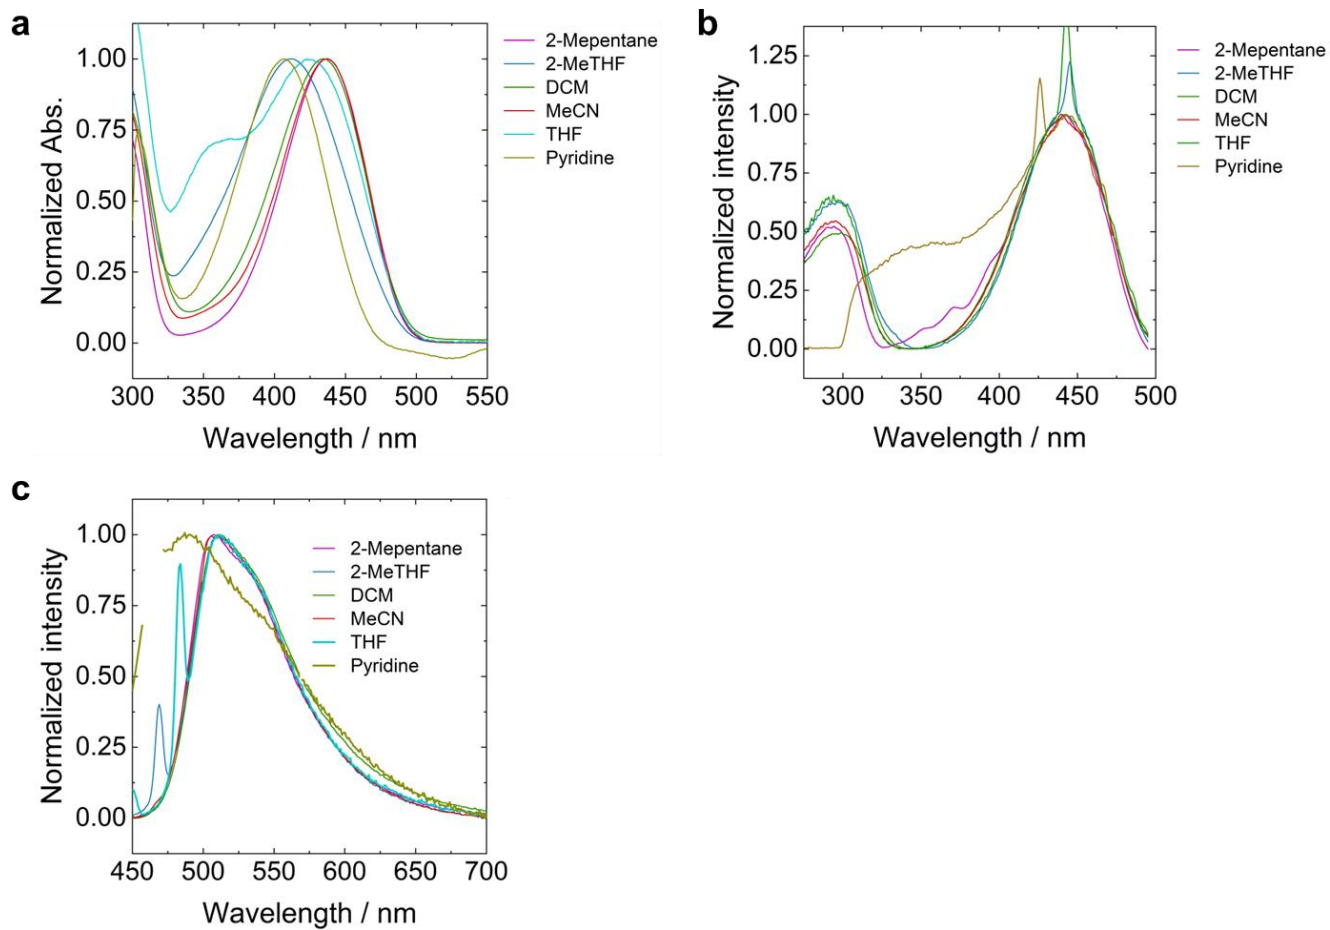 a
Normalized Abs.
1.00
0.75
0.50
0.25
0.00
300 350 400 450 500 550
Wavelength / nm
2-Mepentane
2-MeTHF
DCM
MeCN
THF
Pyridine
b
Normalized intensity
1.25
1.00
0.75
0.50
0.25
0.00
300 350 400 450 500
Wavelength / nm
2-Mepentane
2-MeTHF
DCM
MeCN
THF
Pyridine
c
Normalized intensity
1.00
0.75
0.50
0.25
0.00
450 500 550 600 650 700
Wavelength / nm
2-Mepentane
2-MeTHF
DCM
MeCN
THF
Pyridine